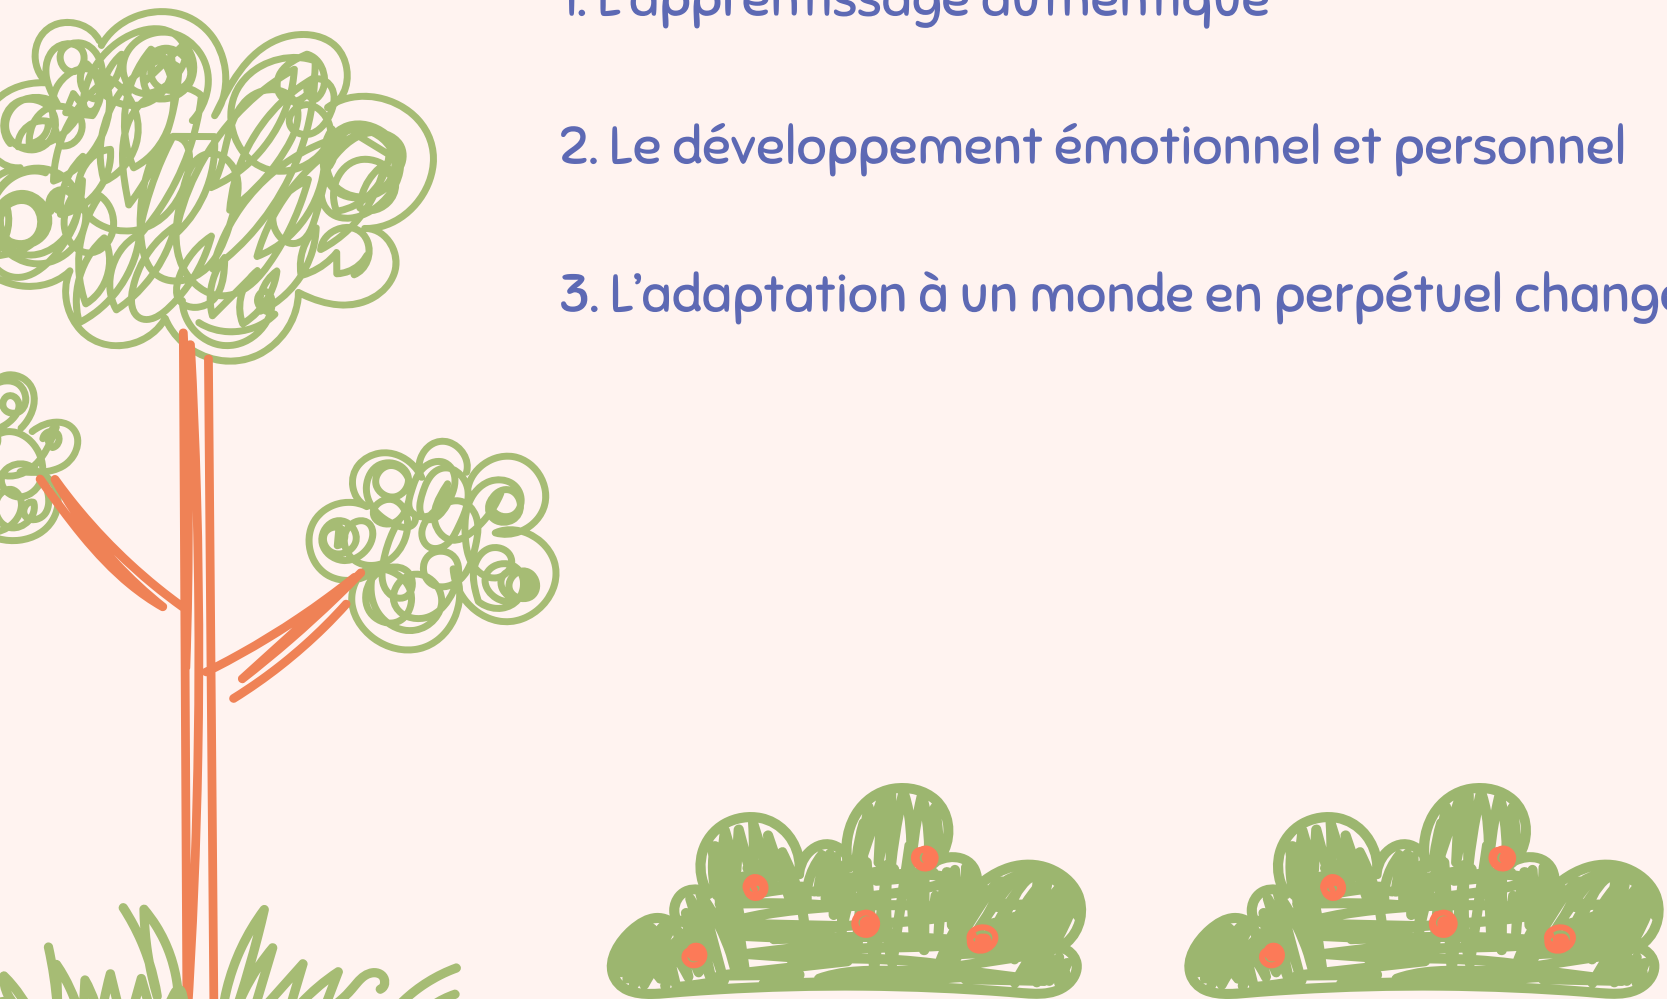 1. L'apprentissage authentique
2. Le développement émotionnel et personnel
3. L’adaptation à un monde en perpétuel